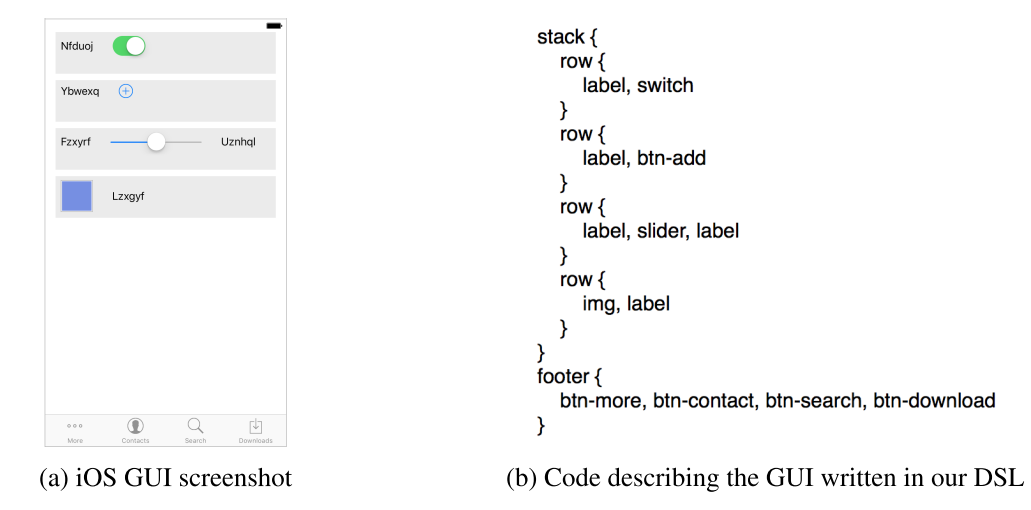 Nfduoj
Ybwexq
Fzxyrf Uznhql
Lzxgyf
More Contacts Search Downloads
(a) iOS GUI screenshot
stack {
row {
label, switch
}
row {
label, btn-add
}
row {
label, slider, label
}
row {
img, label
}
}
footer {
btn-more, btn-contact, btn-search, btn-download
}
(b) Code describing the GUI written in our DSL